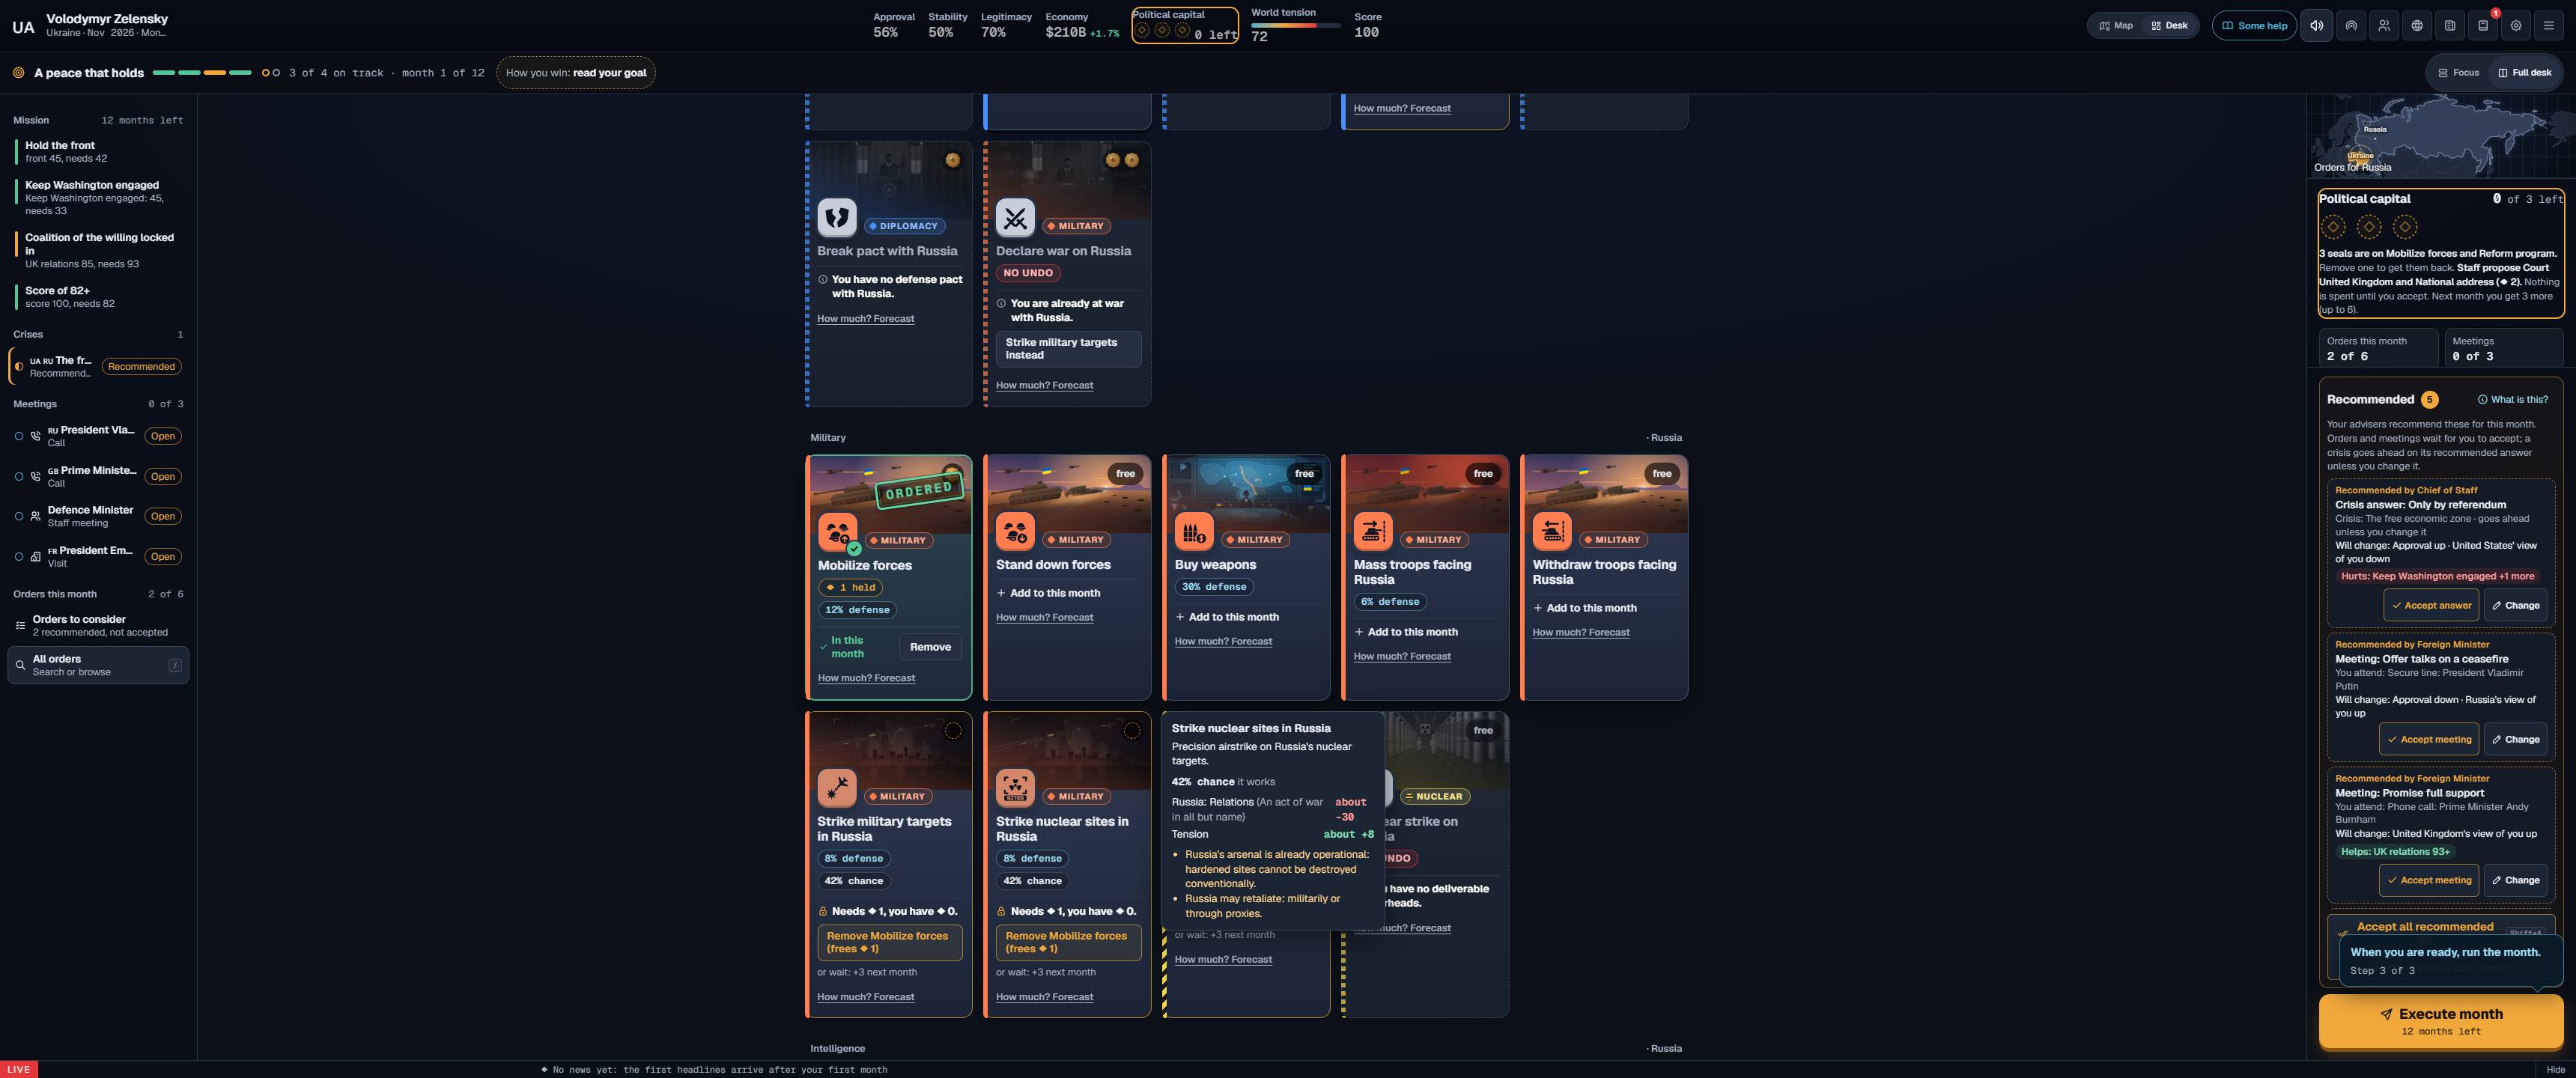 UA
Volodymyr Zelensky
Ukraine · Nov 2026 · Mon...
Approval
56%
Stability
50%
Legitimacy
70%
Economy
$210B +1.7%
Political capital
0 left
World tension
72
Score
100
Map
Desk
Some help
1
A peace that holds
3 of 4 on track · month 1 of 12
How you win: read your goal
Focus
Full desk
Mission
12 months left
Hold the front
front 45, needs 42
Keep Washington engaged
Keep Washington engaged: 45,
needs 33
Coalition of the willing locked
in
UK relations 85, needs 93
Score of 82+
score 100, needs 82
Crises
1
UA RU The fr...
Recommend...
Recommended
Meetings
0 of 3
RU President Vla...
Call
Open
GB Prime Ministe...
Call
Open
Defence Minister
Staff meeting
Open
FR President Em...
Visit
Open
Orders this month
2 of 6
Orders to consider
2 recommended, not accepted
All orders
Search or browse
/
How much? Forecast
DIPLOMACY
Break pact with Russia
You have no defense pact
with Russia.
How much? Forecast
MILITARY
Declare war on Russia
NO UNDO
You are already at war
with Russia.
Strike military targets
instead
How much? Forecast
Military
· Russia
ORDERED
MILITARY
Mobilize forces
1 held
12% defense
In this
month
Remove
How much? Forecast
free
MILITARY
Stand down forces
+ Add to this month
How much? Forecast
free
MILITARY
Buy weapons
30% defense
+ Add to this month
How much? Forecast
free
MILITARY
Mass troops facing
Russia
6% defense
+ Add to this month
How much? Forecast
free
MILITARY
Withdraw troops facing
Russia
+ Add to this month
How much? Forecast
MILITARY
Strike military targets
in Russia
8% defense
42% chance
Needs ◆ 1, you have ◆ 0.
Remove Mobilize forces
(frees ◆ 1)
or wait: +3 next month
How much? Forecast
MILITARY
Strike nuclear sites in
Russia
8% defense
42% chance
Needs ◆ 1, you have ◆ 0.
Remove Mobilize forces
(frees ◆ 1)
or wait: +3 next month
How much? Forecast
Strike nuclear sites in Russia
Precision airstrike on Russia's nuclear
targets.
42% chance it works
Russia: Relations (An act of war
in all but name)
about
-30
Tension
about +8
• Russia's arsenal is already operational:
hardened sites cannot be destroyed
conventionally.
• Russia may retaliate: militarily or
through proxies.
or wait: +3 next month
How much? Forecast
free
NUCLEAR
ear strike on
ia
NDO
have no deliverable
rheads.
much? Forecast
Intelligence
· Russia
Russia
Ukraine
Orders for Russia
Political capital
0 of 3 left
3 seals are on Mobilize forces and Reform program.
Remove one to get them back. Staff propose Court
United Kingdom and National address (◆ 2). Nothing
is spent until you accept. Next month you get 3 more
(up to 6).
Orders this month
2 of 6
Meetings
0 of 3
Recommended 5
What is this?
Your advisers recommend these for this month.
Orders and meetings wait for you to accept; a
crisis goes ahead on its recommended answer
unless you change it.
Recommended by Chief of Staff
Crisis answer: Only by referendum
Crisis: The free economic zone · goes ahead
unless you change it
Will change: Approval up · United States' view
of you down
Hurts: Keep Washington engaged +1 more
Accept answer
Change
Recommended by Foreign Minister
Meeting: Offer talks on a ceasefire
You attend: Secure line: President Vladimir
Putin
Will change: Approval down · Russia's view of
you up
Accept meeting
Change
Recommended by Foreign Minister
Meeting: Promise full support
You attend: Phone call: Prime Minister Andy
Burnham
Will change: United Kingdom's view of you up
Helps: UK relations 93+
Accept meeting
Change
Accept all recommended
Shift+A
When you are ready, run the month.
Step 3 of 3
Execute month
12 months left
LIVE
◆ No news yet: the first headlines arrive after your first month
Hide